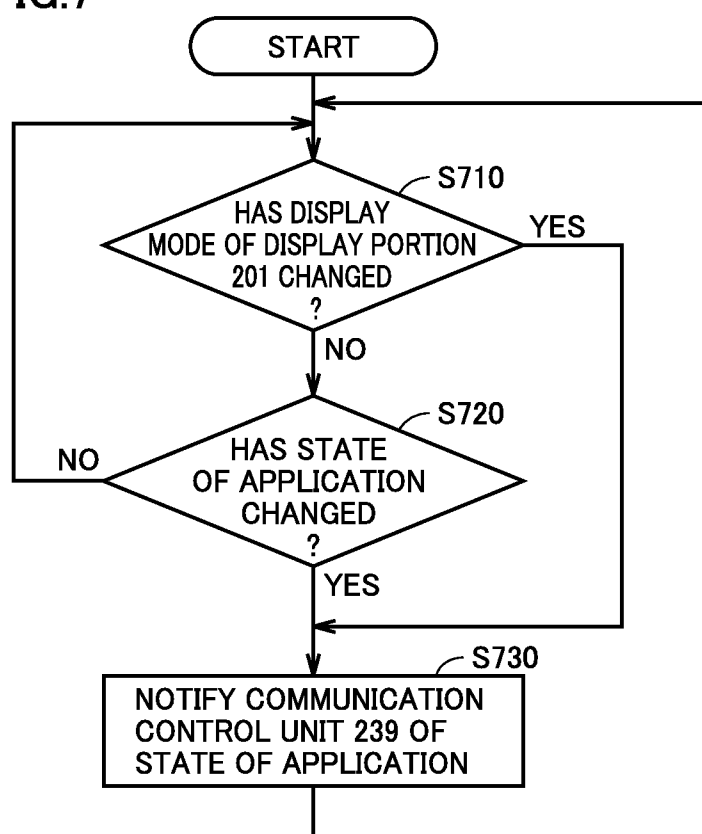 FIG.7
START
S710
HAS DISPLAY
MODE OF DISPLAY PORTION
201 CHANGED
?
YES
NO
S720
HAS STATE
OF APPLICATION
CHANGED
?
NO
YES
S730
NOTIFY COMMUNICATION
CONTROL UNIT 239 OF
STATE OF APPLICATION